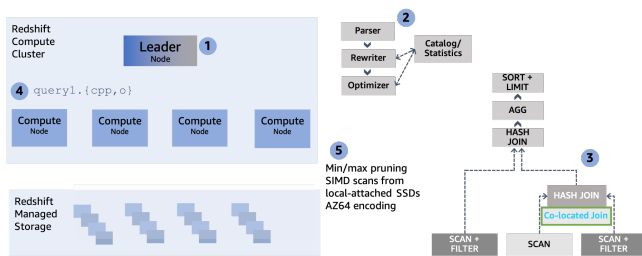 Redshift
Compute
Cluster
Leader
Node
1
4
query1.{cpp,o}
Compute
Node
Compute
Node
Compute
Node
Compute
Node
Redshift
Managed
Storage
2
Parser
Rewriter
Optimizer
Catalog/
Statistics
5
Min/max pruning
SIMD scans from
local-attached SSDs
AZ64 encoding
SORT +
LIMIT
AGG
HASH
JOIN
3
HASH JOIN
Co-located Join
SCAN +
FILTER
SCAN
SCAN +
FILTER